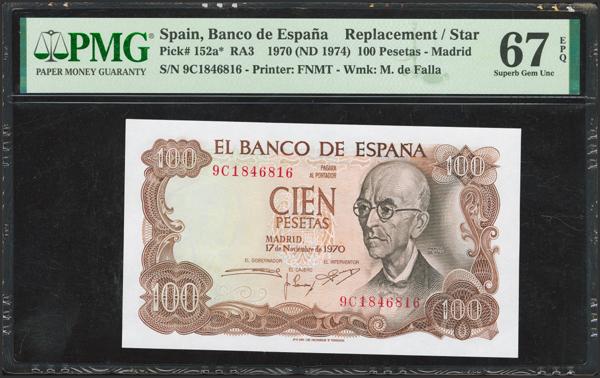 PMG
PAPER MONEY GUARANTY
Spain, Banco de España Replacement / Star
Pick# 152a* RA3 1970 (ND 1974) 100 Pesetas - Madrid
S/N 9C1846816 - Printer: FNMT - Wmk: M. de Falla
67 EPQ
Superb Gem Unc
EL BANCO DE ESPAÑA
100
9C1846816
PAGARA
AL PORTADOR
100
CIEN
PESETAS
MADRID,
17 de Noviembre de 1970
EL GOBERNADOR
EL INTERVENTOR
EL CAJERO
9C1846816
100
100